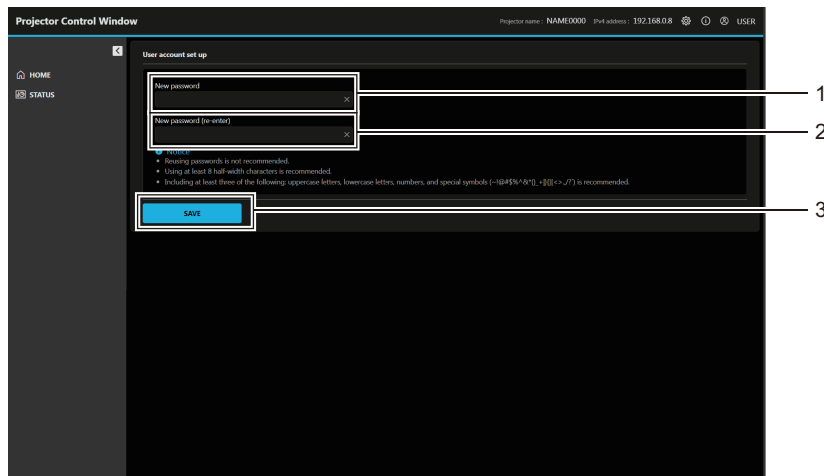 Projector Control Window
Projector name : NAME0000 IPv4 address : 192.168.0.8 USER
User account set up
HOME
STATUS
New password
1
New password (re-enter)
2
Notice
• Reusing passwords is not recommended.
• Using at least 8 half-width characters is recommended.
• Including at least three of the following: uppercase letters, lowercase letters, numbers, and special symbols is recommended.
SAVE
3